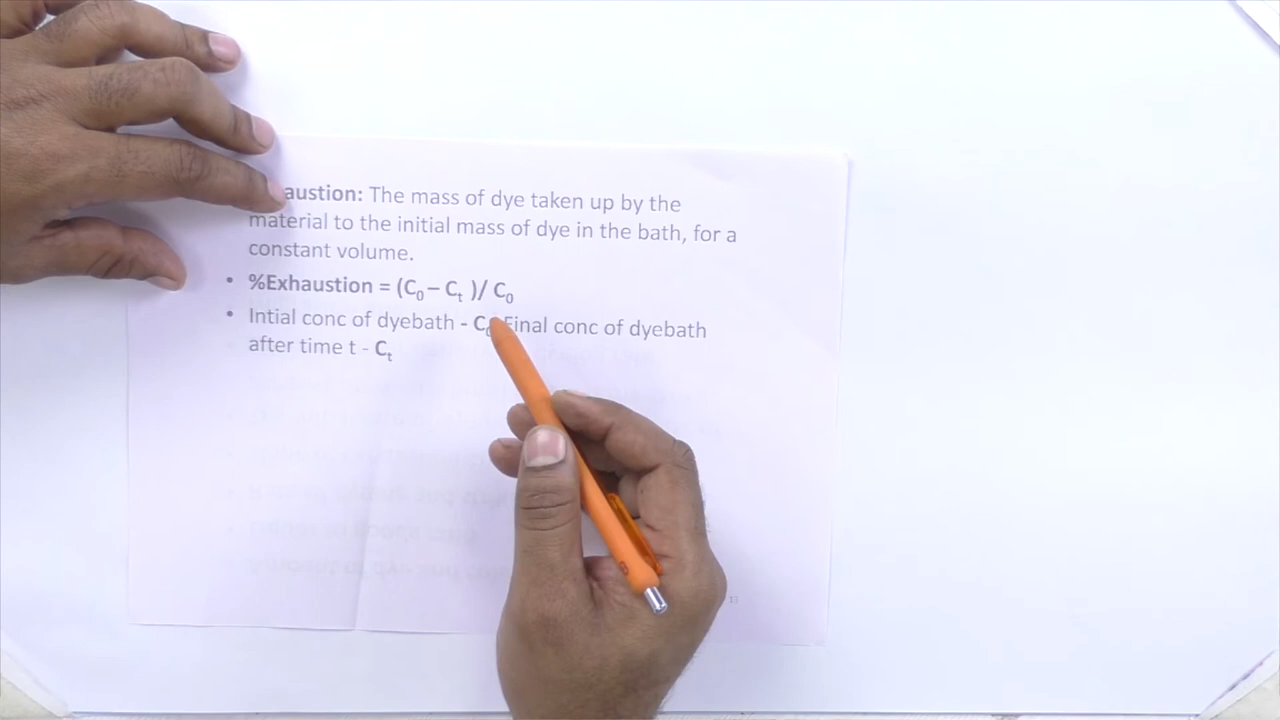 The mass of dye taken up by the
material to the initial mass of dye in the bath, for a
constant volume.
• %Exhaustion = (C₀ – Cₜ )/ C₀
• Intial conc of dyebath - C₀ Final conc of dyebath
after time t - Cₜ